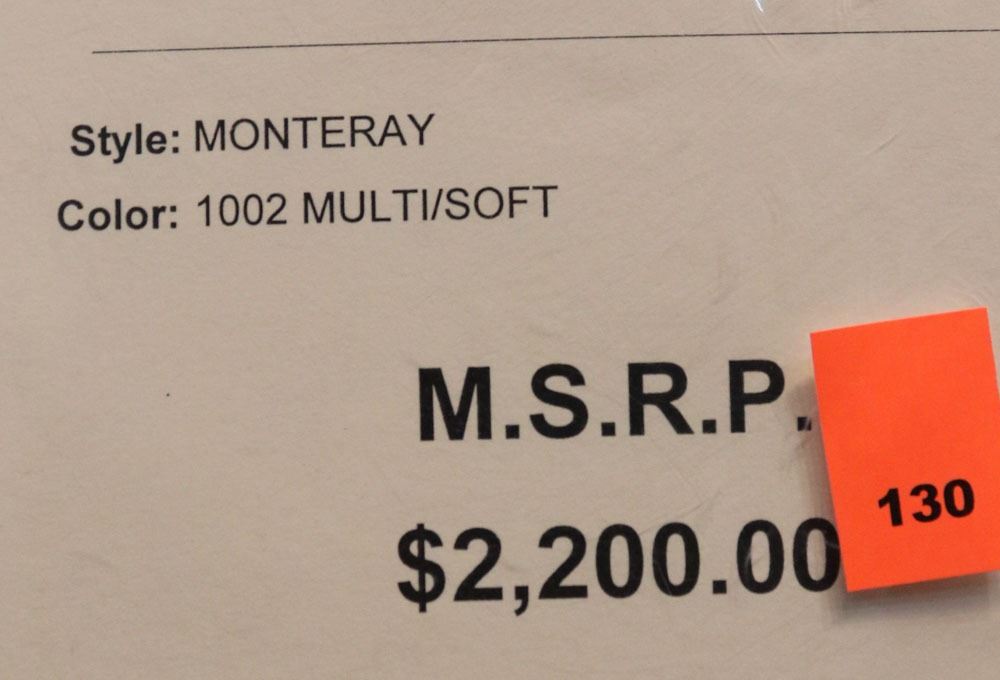 Style: MONTERAY
Color: 1002 MULTI/SOFT
M.S.R.P.
$2,200.00
130